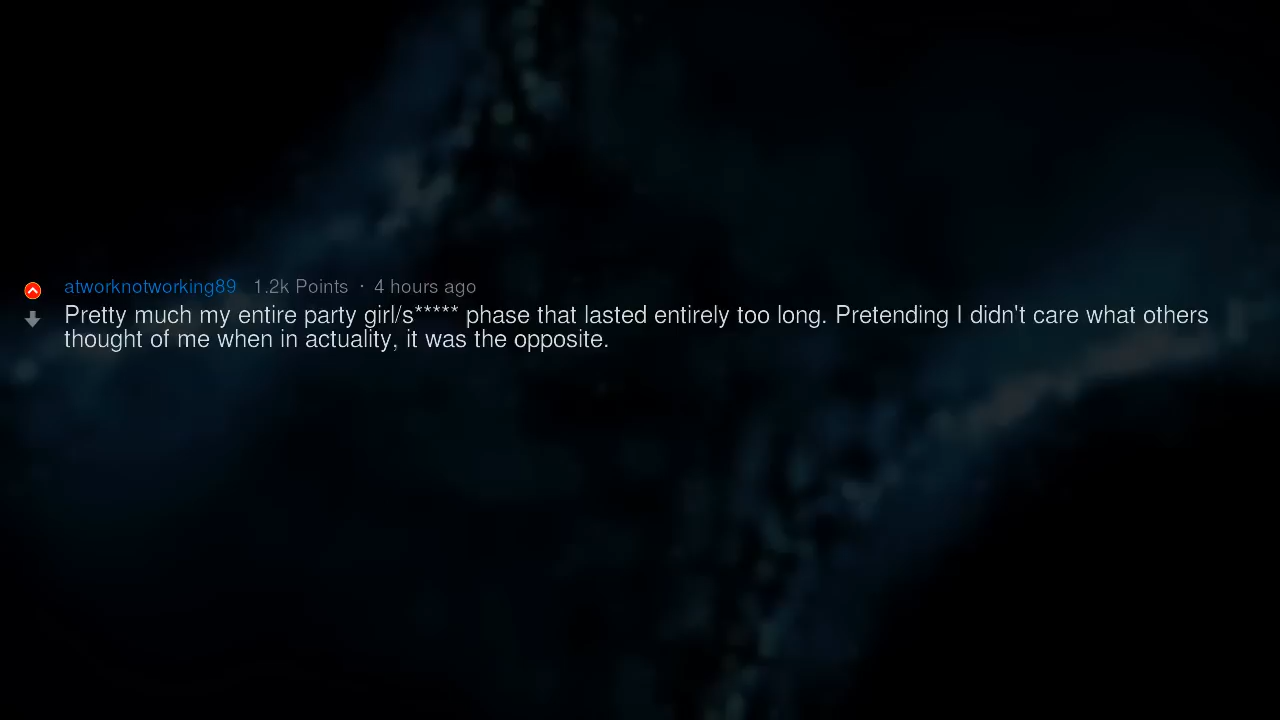 atworknotworking89 1.2k Points · 4 hours ago
Pretty much my entire party girl/s***** phase that lasted entirely too long. Pretending I didn't care what others
thought of me when in actuality, it was the opposite.